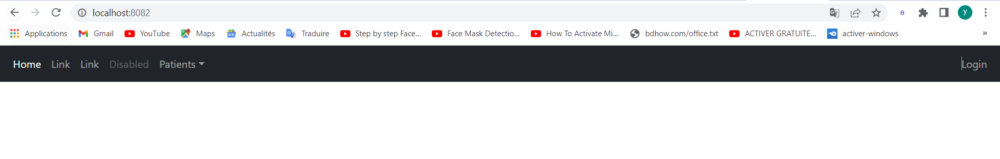 localhost:8082
B
y
Applications Gmail YouTube Maps Actualités Traduire Step by step Face... Face Mask Detectio... How To Activate Mi... bdhow.com/office.txt ACTIVER GRATUITE... activer-windows »
Home Link Link Disabled Patients Login